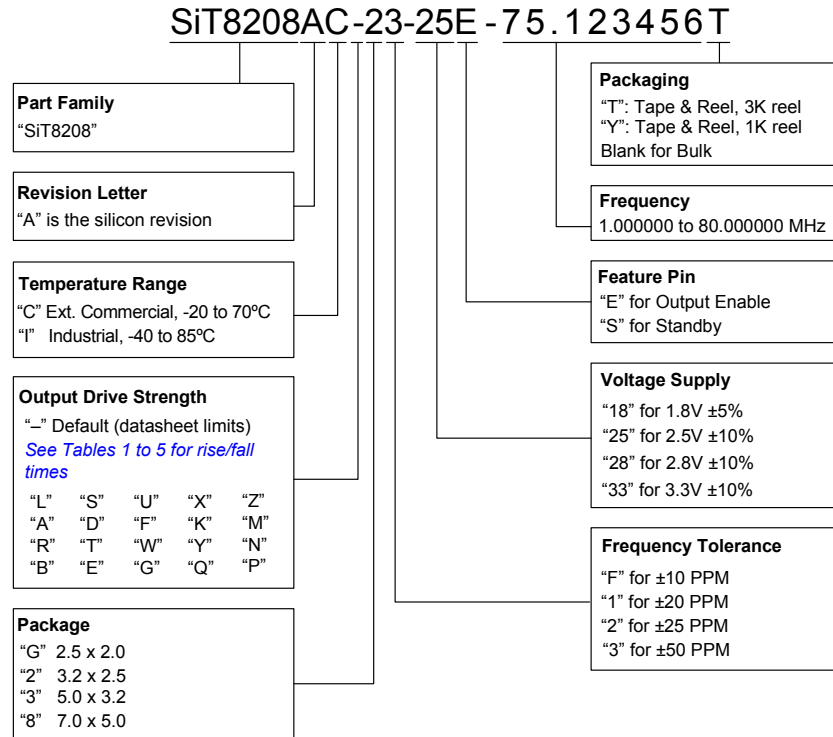 SiT8208AC-23-25E-75.123456T
Part Family
“SiT8208”
Revision Letter
“A” is the silicon revision
Temperature Range
“C” Ext. Commercial, -20 to 70ºC
“I” Industrial, -40 to 85ºC
Output Drive Strength
“–” Default (datasheet limits)
See Tables 1 to 5 for rise/fall
times
“L” “S” “U” “X” “Z”
“A” “D” “F” “K” “M”
“R” “T” “W” “Y” “N”
“B” “E” “G” “Q” “P”
Package
“G” 2.5 x 2.0
“2” 3.2 x 2.5
“3” 5.0 x 3.2
“8” 7.0 x 5.0
Packaging
“T”: Tape & Reel, 3K reel
“Y”: Tape & Reel, 1K reel
Blank for Bulk
Frequency
1.000000 to 80.000000 MHz
Feature Pin
“E” for Output Enable
“S” for Standby
Voltage Supply
“18” for 1.8V ±5%
“25” for 2.5V ±10%
“28” for 2.8V ±10%
“33” for 3.3V ±10%
Frequency Tolerance
“F” for ±10 PPM
“1” for ±20 PPM
“2” for ±25 PPM
“3” for ±50 PPM